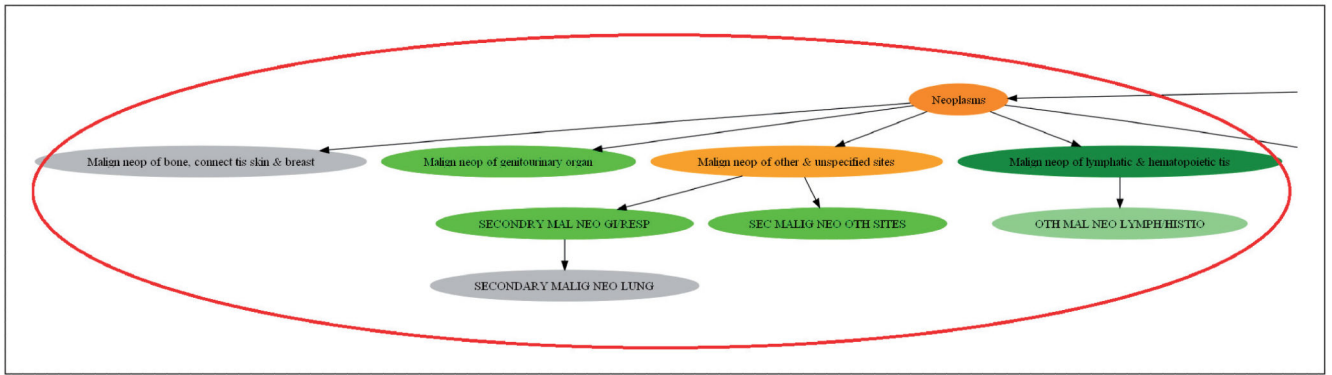 Neoplasms
Malign neop of bone, connect tis skin & breast
Malign neop of genitourinary organ
Malign neop of other & unspecified sites
Malign neop of lymphatic & hematopoietic tis
SECONDRY MAL NEO GI/RESP
SEC MALIG NEO OTH SITES
OTH MAL NEO LYMPH/HISTIO
SECONDARY MALIG NEO LUNG